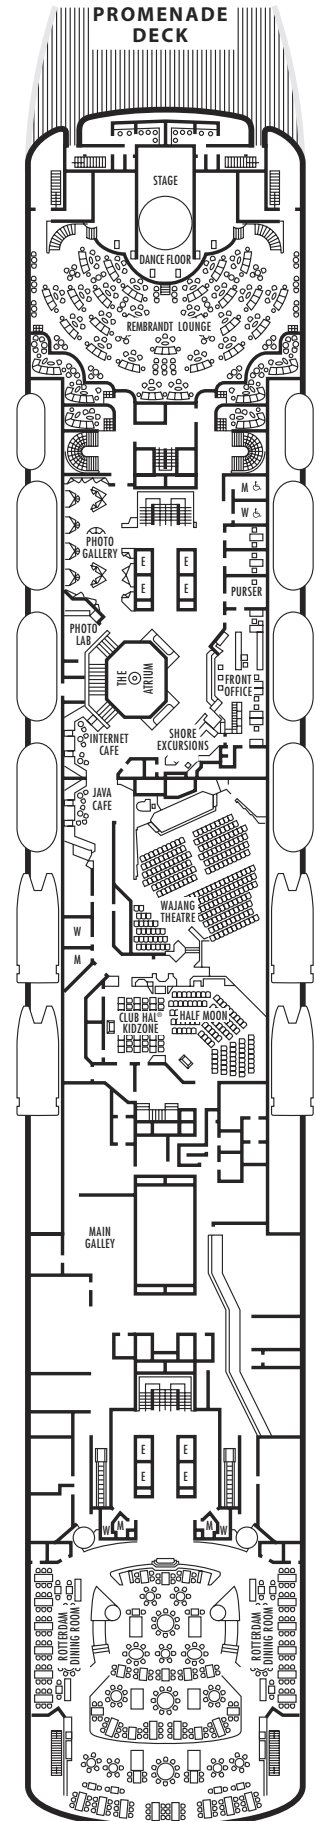 PROMENADE
DECK
STAGE
DANCE FLOOR
REMBRANDT LOUNGE
M
W
PHOTO
GALLERY
E
E
E
E
PURSER
PHOTO
LAB
THE
ATRIUM
FRONT
OFFICE
INTERNET
CAFE
SHORE
EXCURSIONS
JAVA
CAFE
WAJANG
THEATRE
W
M
CLUB HAL®
KIDZONE
HALF MOON
MAIN
GALLEY
E
E
E
E
W
M
M
W
ROTTERDAM
DINING ROOM
ROTTERDAM
DINING ROOM